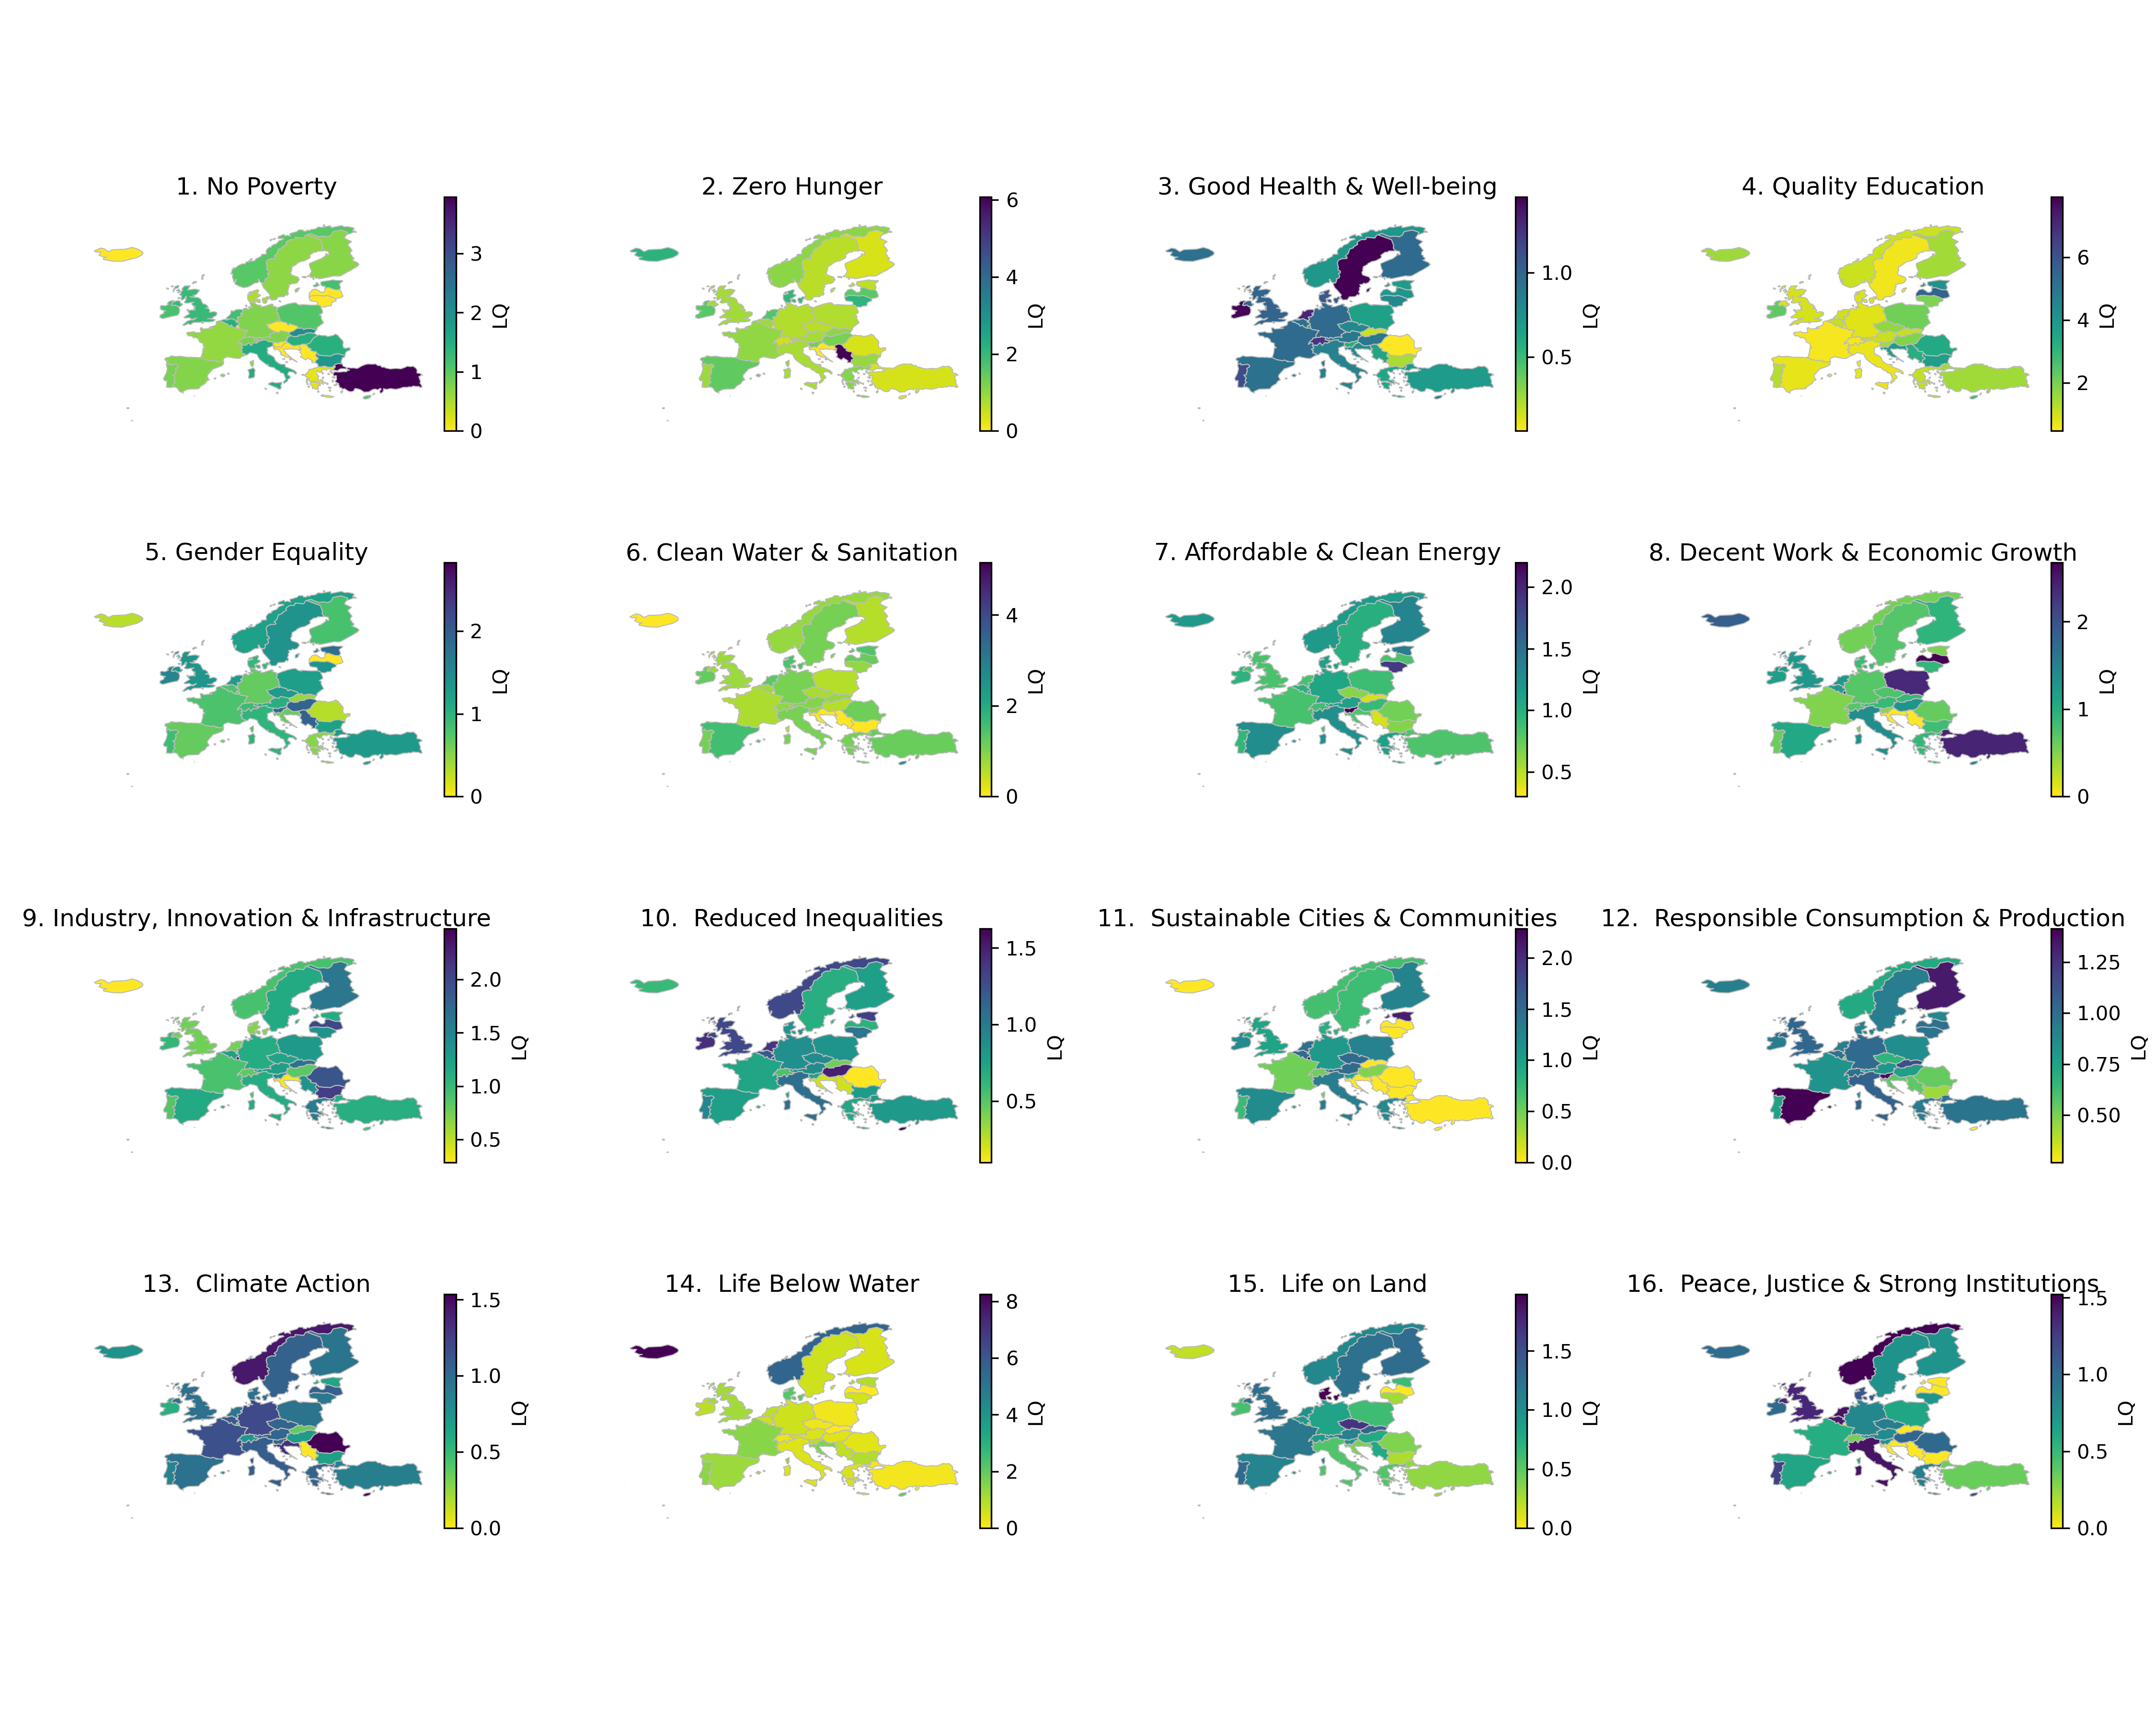 1. No Poverty
3
2
1
0
LQ
2. Zero Hunger
6
4
2
0
LQ
3. Good Health & Well-being
1.0
0.5
LQ
4. Quality Education
6
4
2
LQ
5. Gender Equality
2
1
0
LQ
6. Clean Water & Sanitation
4
2
0
LQ
7. Affordable & Clean Energy
2.0
1.5
1.0
0.5
LQ
8. Decent Work & Economic Growth
2
1
0
LQ
9. Industry, Innovation & Infrastructure
2.0
1.5
1.0
0.5
LQ
10.  Reduced Inequalities
1.5
1.0
0.5
LQ
11.  Sustainable Cities & Communities
2.0
1.5
1.0
0.5
0.0
LQ
12.  Responsible Consumption & Production
1.25
1.00
0.75
0.50
LQ
13.  Climate Action
1.5
1.0
0.5
0.0
LQ
14.  Life Below Water
8
6
4
2
0
LQ
15.  Life on Land
1.5
1.0
0.5
0.0
LQ
16.  Peace, Justice & Strong Institutions
1.5
1.0
0.5
0.0
LQ